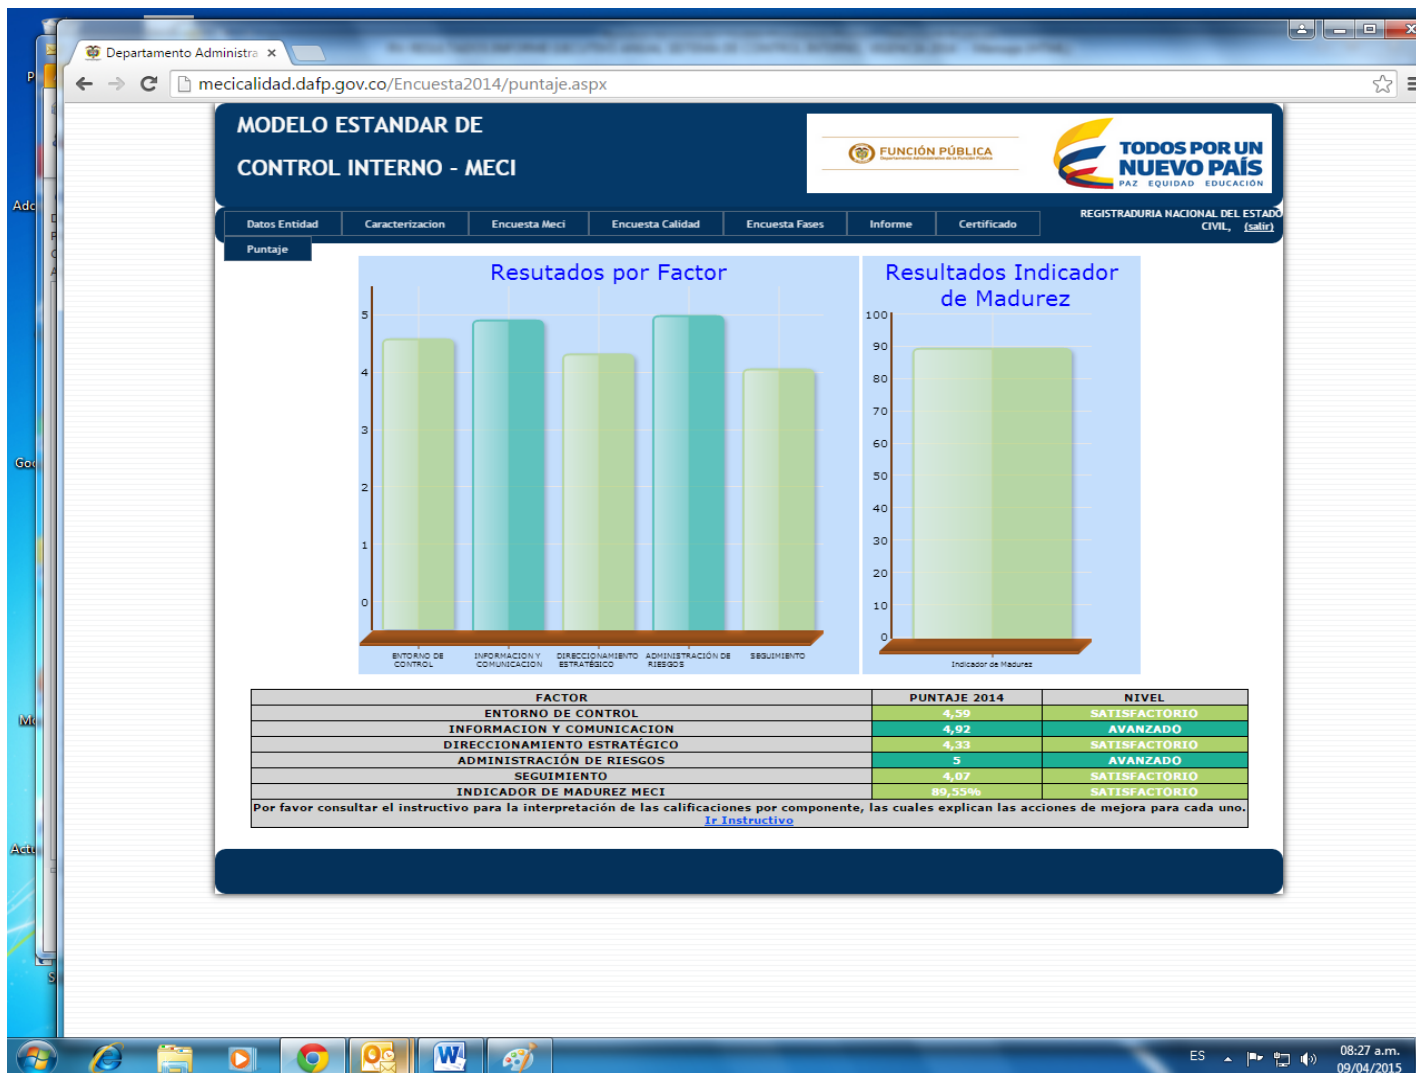 Departamento Administra
mecicalidad.dafp.gov.co/Encuesta2014/puntaje.aspx
MODELO ESTANDAR DE
CONTROL INTERNO - MECI
FUNCIÓN PÚBLICA
Departamento Administrativo de la Función Pública
TODOS POR UN
NUEVO PAÍS
PAZ EQUIDAD EDUCACIÓN
Datos Entidad Caracterizacion Encuesta Meci Encuesta Calidad Encuesta Fases Informe Certificado
REGISTRADURIA NACIONAL DEL ESTADO
CIVIL, (salir)
Puntaje
Resutados por Factor
5
4
3
2
1
0
ENTORNO DE
CONTROL
INFORMACION Y
COMUNICACION
DIRECCIONAMIENTO
ESTRATÉGICO
ADMINISTRACIÓN DE
RIESGOS
SEGUIMIENTO
Resultados Indicador
de Madurez
100
90
80
70
60
50
40
30
20
10
0
Indicador de Madurez
FACTOR PUNTAJE 2014 NIVEL
ENTORNO DE CONTROL 4,59 SATISFACTORIO
INFORMACION Y COMUNICACION 4,92 AVANZADO
DIRECCIONAMIENTO ESTRATÉGICO 4,33 SATISFACTORIO
ADMINISTRACIÓN DE RIESGOS 5 AVANZADO
SEGUIMIENTO 4,07 SATISFACTORIO
INDICADOR DE MADUREZ MECI 89,55% SATISFACTORIO
Por favor consultar el instructivo para la interpretación de las calificaciones por componente, las cuales explican las acciones de mejora para cada uno.
Ir Instructivo
ES
08:27 a.m.
09/04/2015